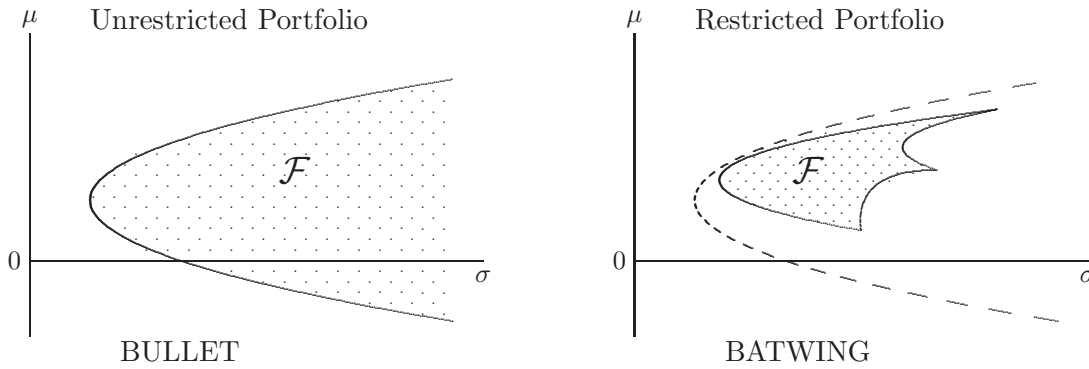 μ Unrestricted Portfolio
ℱ
0
σ
BULLET
μ Restricted Portfolio
ℱ
0
σ
BATWING